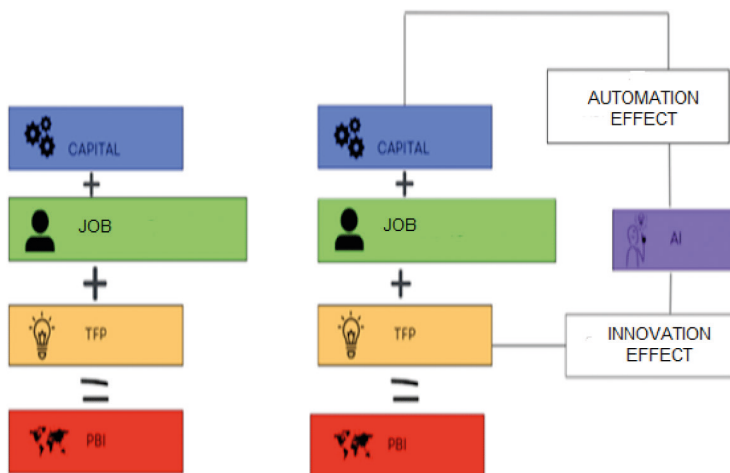 CAPITAL
+
JOB
+
TFP
=
PBI
CAPITAL
+
JOB
+
TFP
=
PBI
AUTOMATION
EFFECT
AI
INNOVATION
EFFECT